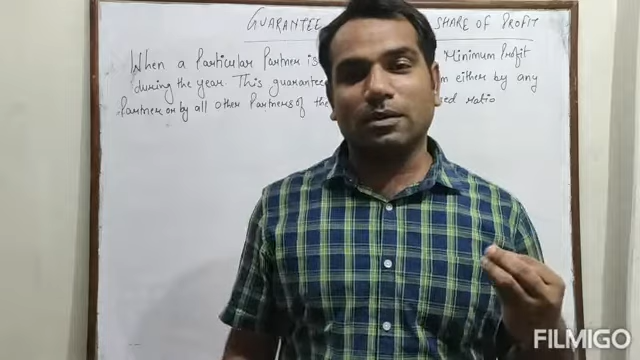 GUARANTEE SHARE OF PROFIT
When a Particular Partner is Minimum Profit
during the year. This guarantee either by any
Partner or by all other Partners of the ratio
FILMIGO